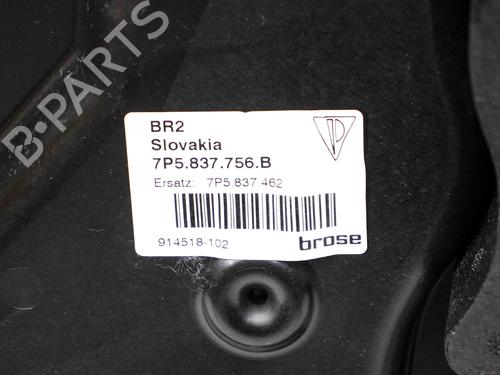 B-PARTS
BR2
Slovakia
7P5.837.756.B
Ersatz: 7P5.837.462
914518-102
brose